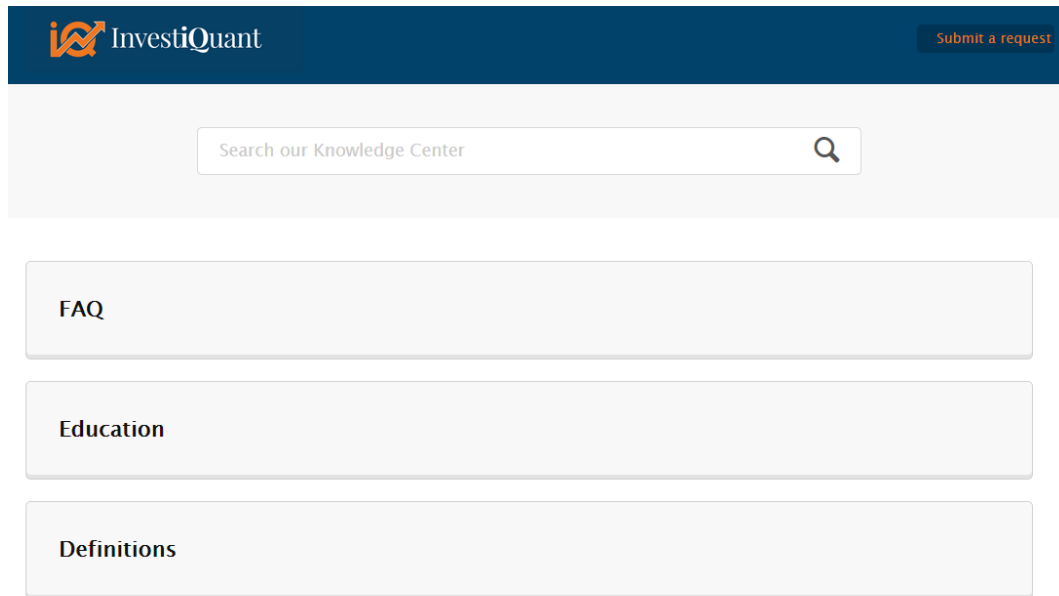 InvestiQuant
Submit a request
Search our Knowledge Center
FAQ
Education
Definitions